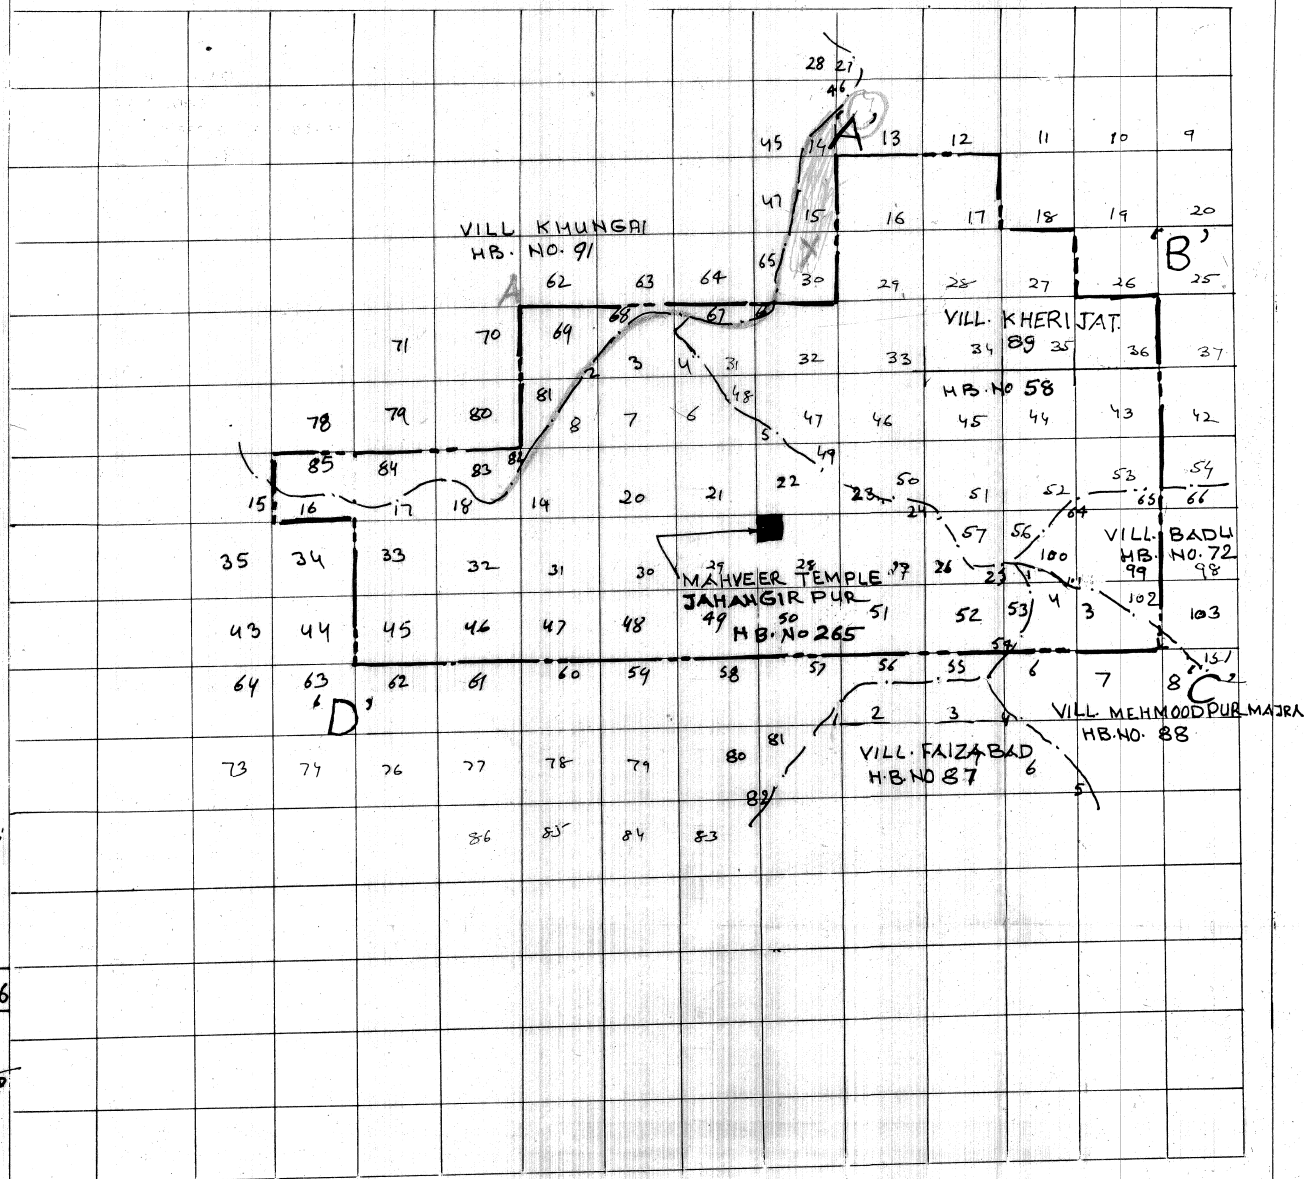 28 27
46
A'
45 14 13 12 11 10 9
47 15 16 17 18 19 20
VILL KHUNGAI
HB. NO. 91
'B'
X
65
A 62 63 64 30 29 28 27 26 25
68 67
VILL. KHERI JAT.
89
71 70 69 2 3 4 31 32 33 34 35 36 37
HB. NO 58
78 79 80 81 8 7 6 48 5 47 46 45 44 43 42
85 84 83 82 49
15 16 17 18 14 20 21 22 23 50 24 51 52 53 54
64 65 66
57 56
VILL. BADLI
HB. NO. 72
35 34 33 32 31 30 29 28 27 26 25 1 100 99 98
MAHVEER TEMPLE
JAHANGIR PUR
HB. No 265
43 44 45 46 47 48 49 50 51 52 53 4 3 102 103
54
64 63 62 61 60 59 58 57 56 55 6 7 8 151
'D' C'
1 2 3 4
VILL. MEHMOODPUR MAJRA
HB. NO. 88
VILL. FAIZABAD
H.B. NO 87
73 74 76 77 78 79 80 81 6
82 5
86 85 84 83
6